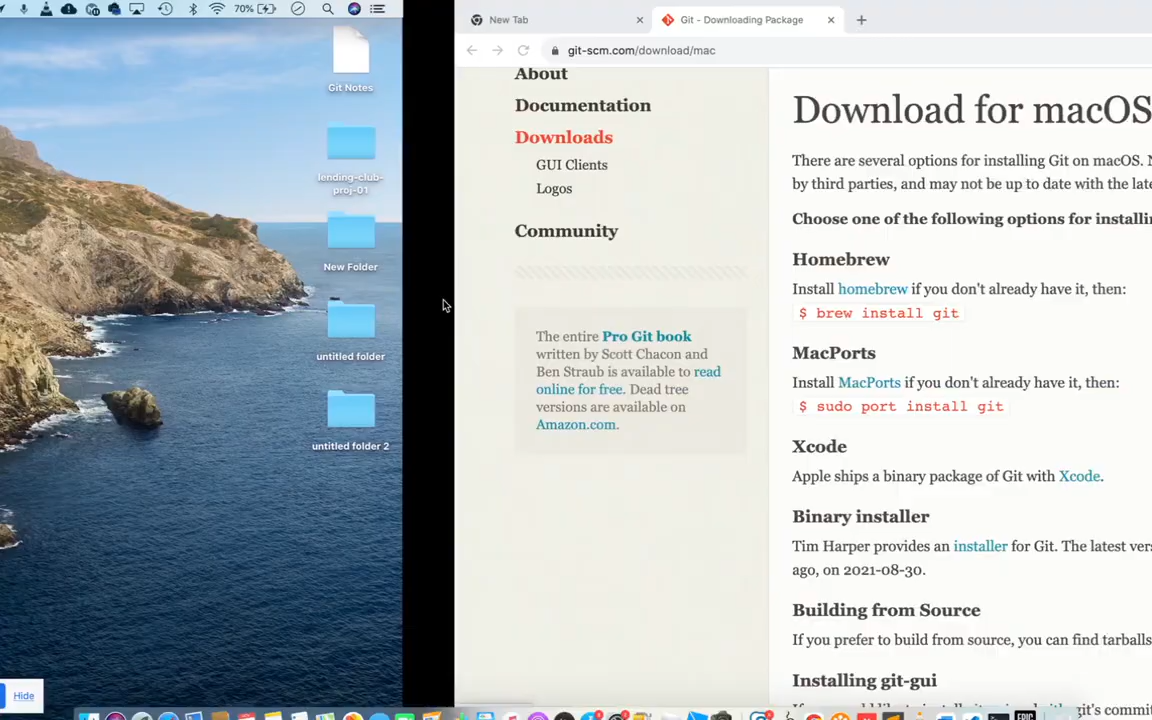 70%
Git Notes
lending-club-
proj-01
New Folder
untitled folder
untitled folder 2
Hide
New Tab
Git - Downloading Package
git-scm.com/download/mac
About
Documentation
Downloads
GUI Clients
Logos
Community
The entire Pro Git book
written by Scott Chacon and
Ben Straub is available to read
online for free. Dead tree
versions are available on
Amazon.com.
Download for macOS
There are several options for installing Git on macOS. N
by third parties, and may not be up to date with the late
Choose one of the following options for installin
Homebrew
Install homebrew if you don't already have it, then:
$ brew install git
MacPorts
Install MacPorts if you don't already have it, then:
$ sudo port install git
Xcode
Apple ships a binary package of Git with Xcode.
Binary installer
Tim Harper provides an installer for Git. The latest vers
ago, on 2021-08-30.
Building from Source
If you prefer to build from source, you can find tarballs
Installing git-gui